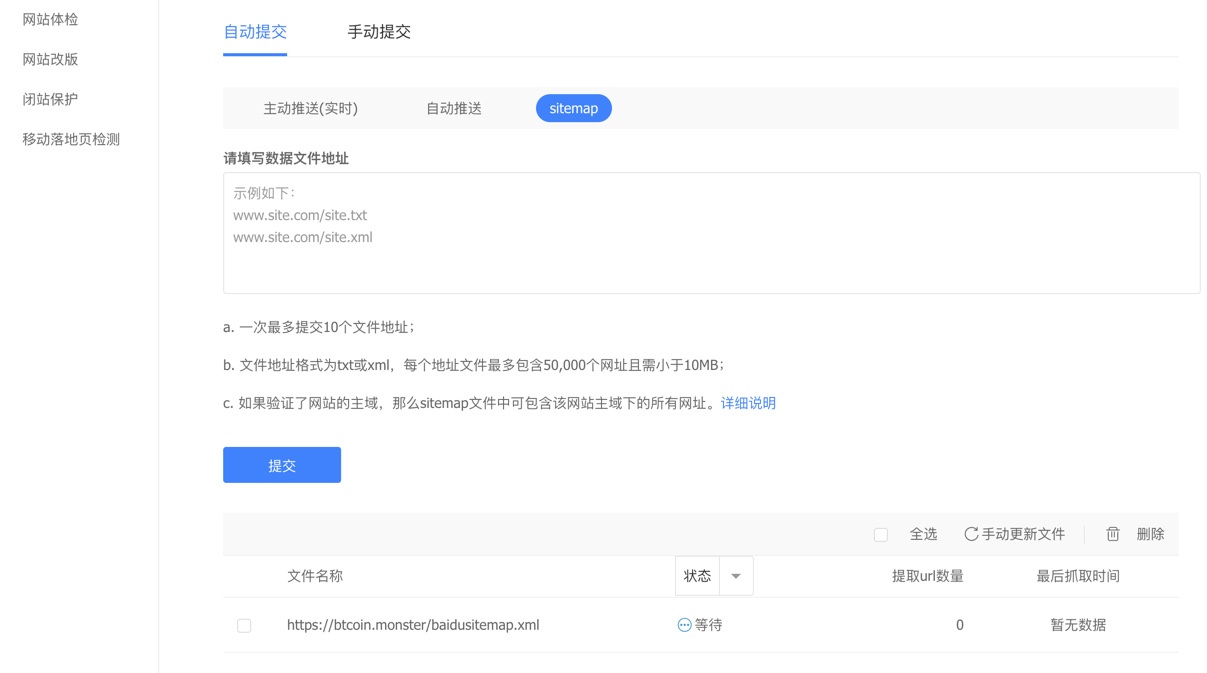 网站体检
网站改版
闭站保护
移动落地页检测
自动提交 手动提交
主动推送(实时) 自动推送 sitemap
请填写数据文件地址
示例如下：
www.site.com/site.txt
www.site.com/site.xml
a. 一次最多提交10个文件地址；
b. 文件地址格式为txt或xml，每个地址文件最多包含50,000个网址且需小于10MB；
c. 如果验证了网站的主域，那么sitemap文件中可包含该网站主域下的所有网址。详细说明
提交
全选 手动更新文件 删除
文件名称 状态 提取url数量 最后抓取时间
https://btcoin.monster/baidusitemap.xml 等待 0 暂无数据